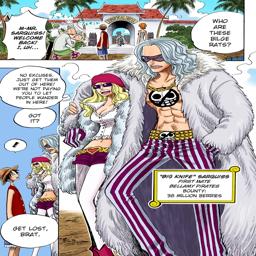 M-MR.
SARQUISS!
WELCOME
BACK!
I, UH...
WHO
ARE
THESE
BILGE
RATS?
NO EXCUSES.
JUST GET
THEM OUT
OF HERE!
WE'RE NOT
PAYING YOU
TO LET PEOPLE
WANDER
IN HERE!
GOT
IT?
!
"BIG KNIFE" SARQUISS
FIRST MATE
BELLAMY PIRATES
BOUNTY:
38 MILLION BERRIES
GET LOST,
BRAT.